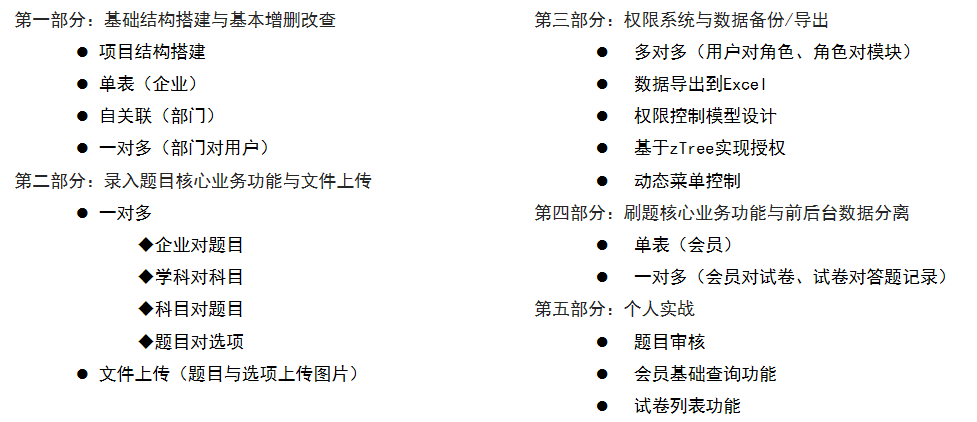 第一部分：基础结构搭建与基本增删改查
● 项目结构搭建
● 单表（企业）
● 自关联（部门）
● 一对多（部门对用户）
第二部分：录入题目核心业务功能与文件上传
● 一对多
◆企业对题目
◆学科对科目
◆科目对题目
◆题目对选项
● 文件上传（题目与选项上传图片）
第三部分：权限系统与数据备份/导出
● 多对多（用户对角色、角色对模块）
● 数据导出到Excel
● 权限控制模型设计
● 基于zTree实现授权
● 动态菜单控制
第四部分：刷题核心业务功能与前后台数据分离
● 单表（会员）
● 一对多（会员对试卷、试卷对答题记录）
第五部分：个人实战
● 题目审核
● 会员基础查询功能
● 试卷列表功能